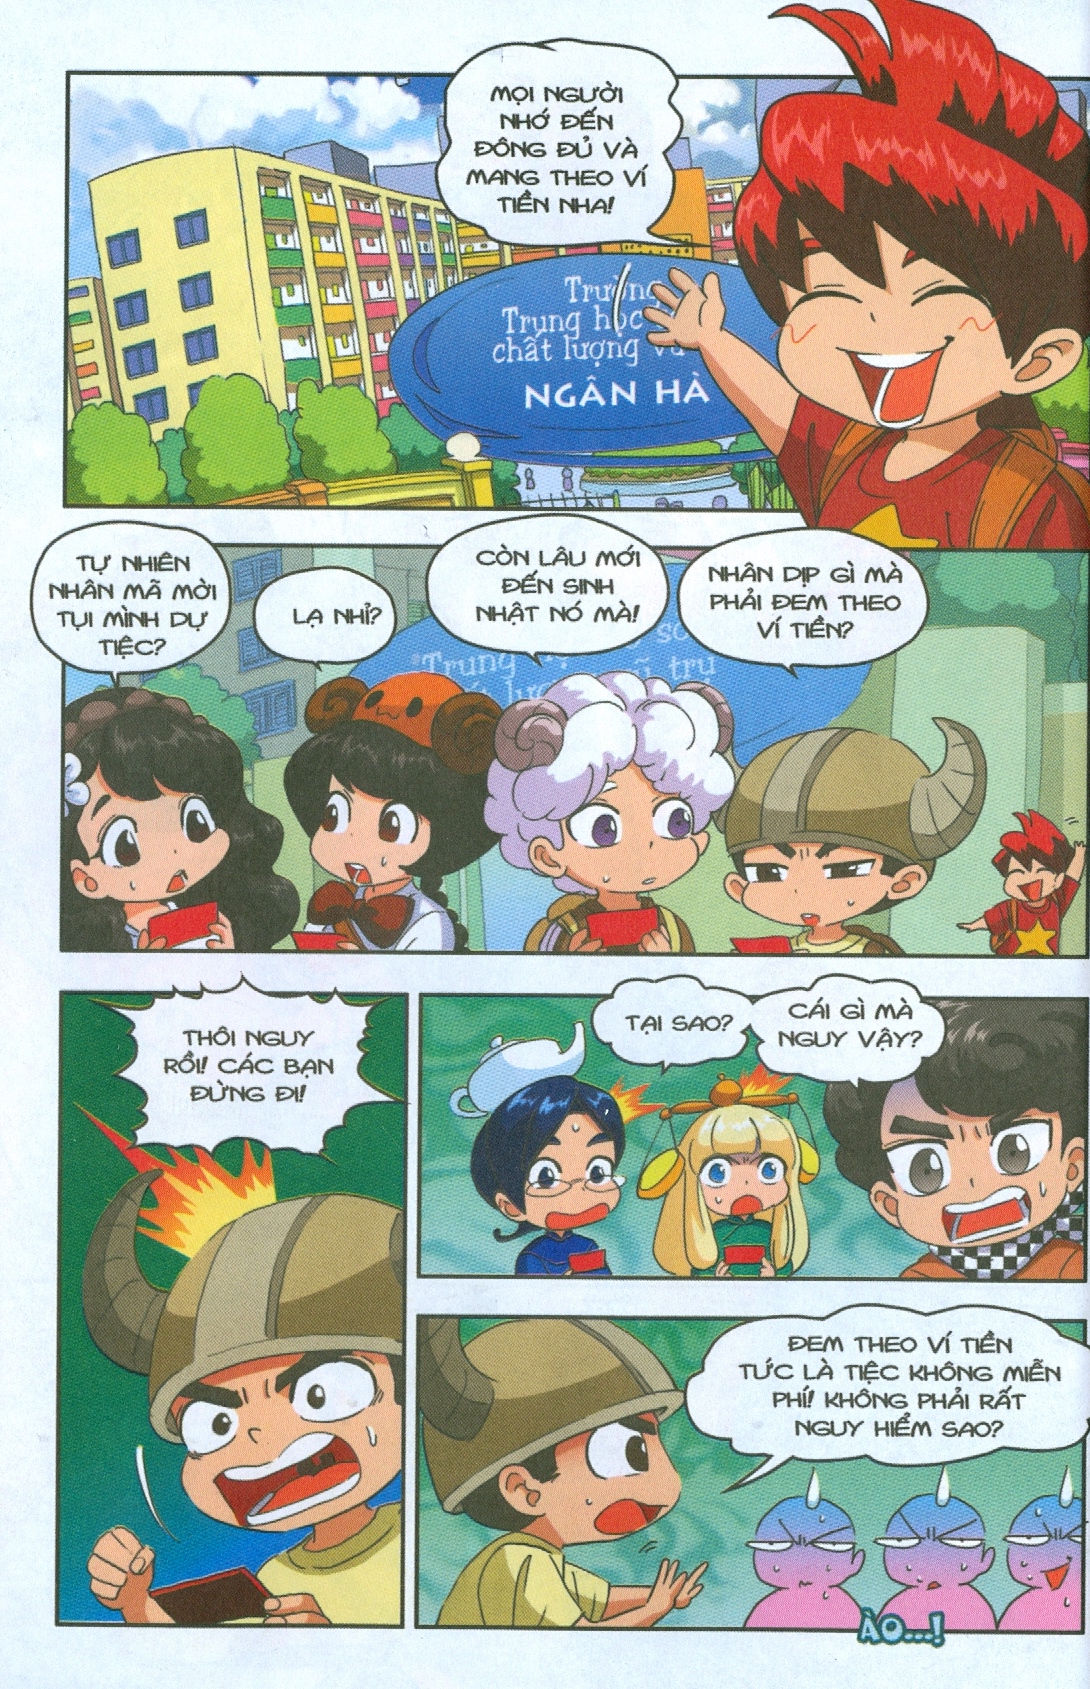 MỌI NGƯỜI
NHỚ ĐẾN
ĐÔNG ĐỦ VÀ
MANG THEO VÍ
TIỀN NHA!
Trường
Trung học
chất lượng vũ
NGÂN HÀ
TỰ NHIÊN
NHÂN MÃ MỜI
TỤI MÌNH DỰ
TIỆC?
LẠ NHỈ?
CÒN LÂU MỚI
ĐẾN SINH
NHẬT NÓ MÀ!
NHÂN DỊP GÌ MÀ
PHẢI ĐEM THEO
VÍ TIỀN?
Trung
THÔI NGUY
RỒI! CÁC BẠN
ĐỪNG ĐI!
TẠI SAO?
CÁI GÌ MÀ
NGUY VẬY?
ĐEM THEO VÍ TIỀN
TỨC LÀ TIỆC KHÔNG MIỄN
PHÍ! KHÔNG PHẢI RẤT
NGUY HIỂM SAO?
ÀO...!